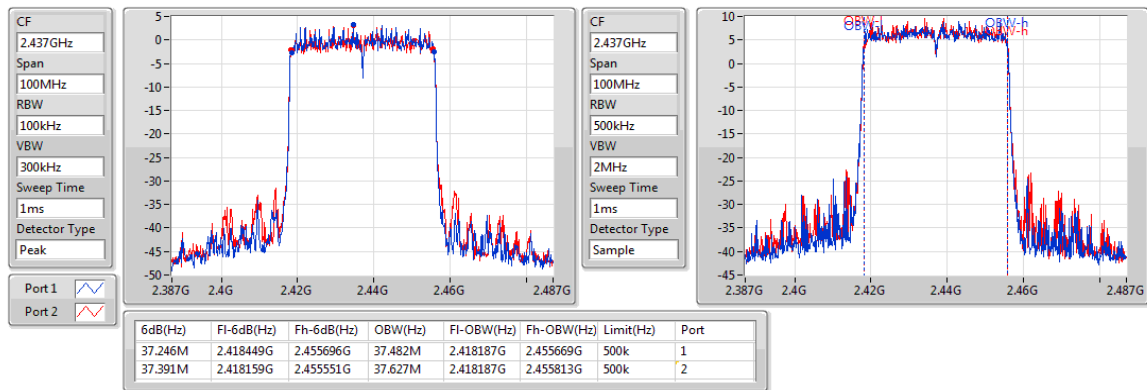 CF
2.437GHz
Span
100MHz
RBW
100kHz
VBW
300kHz
Sweep Time
1ms
Detector Type
Peak
Port 1
Port 2
5
0
-5
-10
-15
-20
-25
-30
-35
-40
-45
-50
2.387G 2.4G 2.42G 2.44G 2.46G 2.487G
CF
2.437GHz
Span
100MHz
RBW
500kHz
VBW
2MHz
Sweep Time
1ms
Detector Type
Sample
10
5
0
-5
-10
-15
-20
-25
-30
-35
-40
-45
OBW-l OBW-h
OBW-l OBW-h
2.387G 2.4G 2.42G 2.44G 2.46G 2.487G
6dB(Hz) Fl-6dB(Hz) Fh-6dB(Hz) OBW(Hz) Fl-OBW(Hz) Fh-OBW(Hz) Limit(Hz) Port
37.246M 2.418449G 2.455696G 37.482M 2.418187G 2.455669G 500k 1
37.391M 2.418159G 2.455551G 37.627M 2.418187G 2.455813G 500k 2